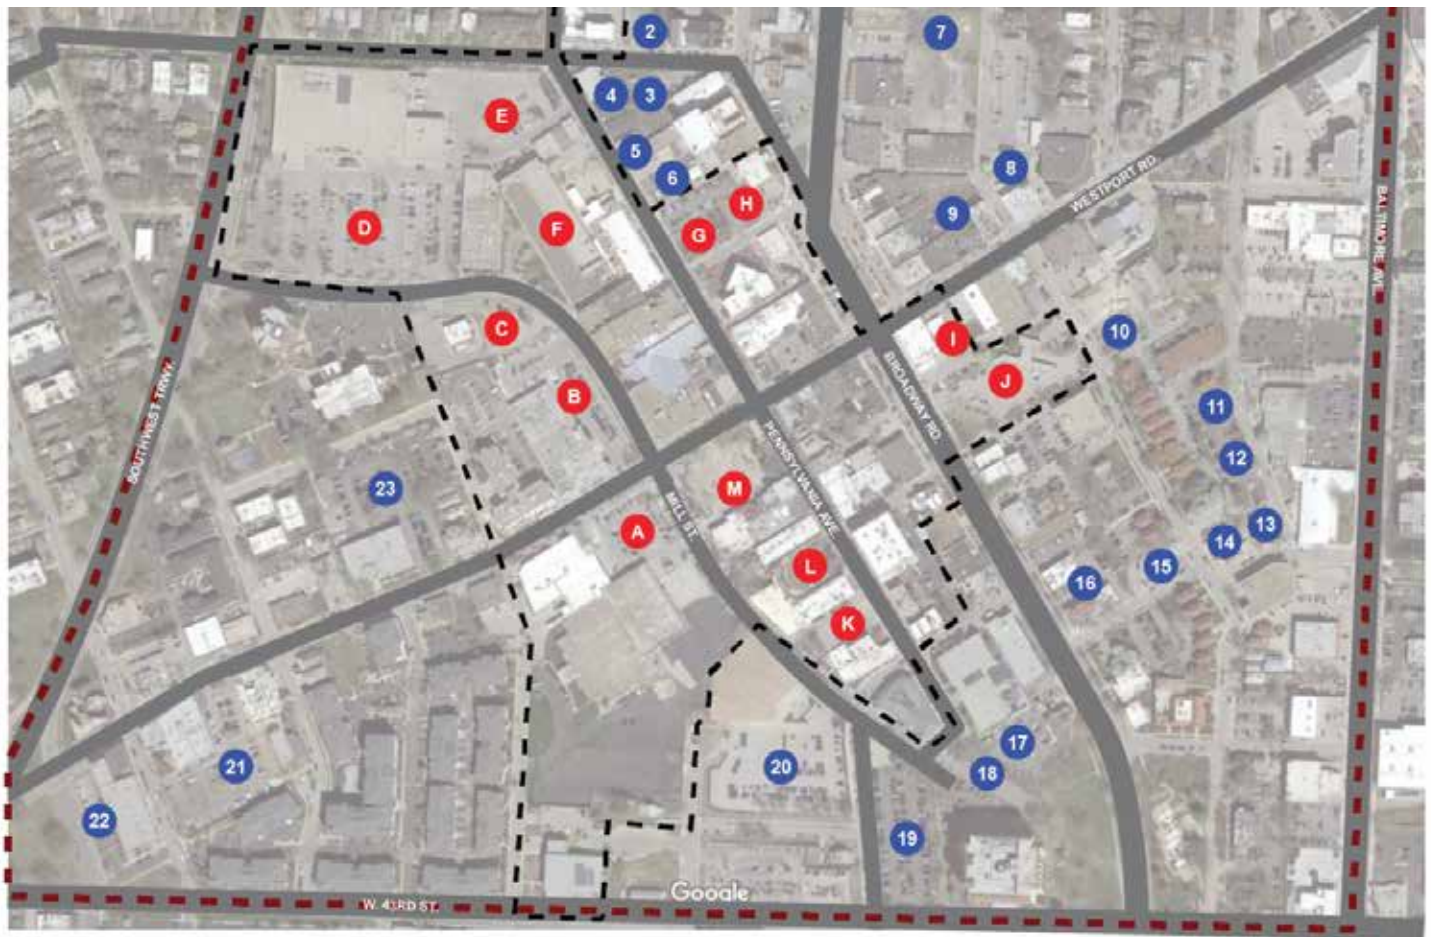 2
7
4
3
E
5
6
8
H
9
WESTPORT RD.
D
F
G
BALTIMORE AVE.
C
I
10
SOUTHWEST TRWY.
B
J
BROADWAY RD.
11
PENNSYLVANIA AVE.
12
23
M
MILL ST.
A
13
14
L
15
16
K
17
21
20
18
22
19
Google
W. 43RD ST.